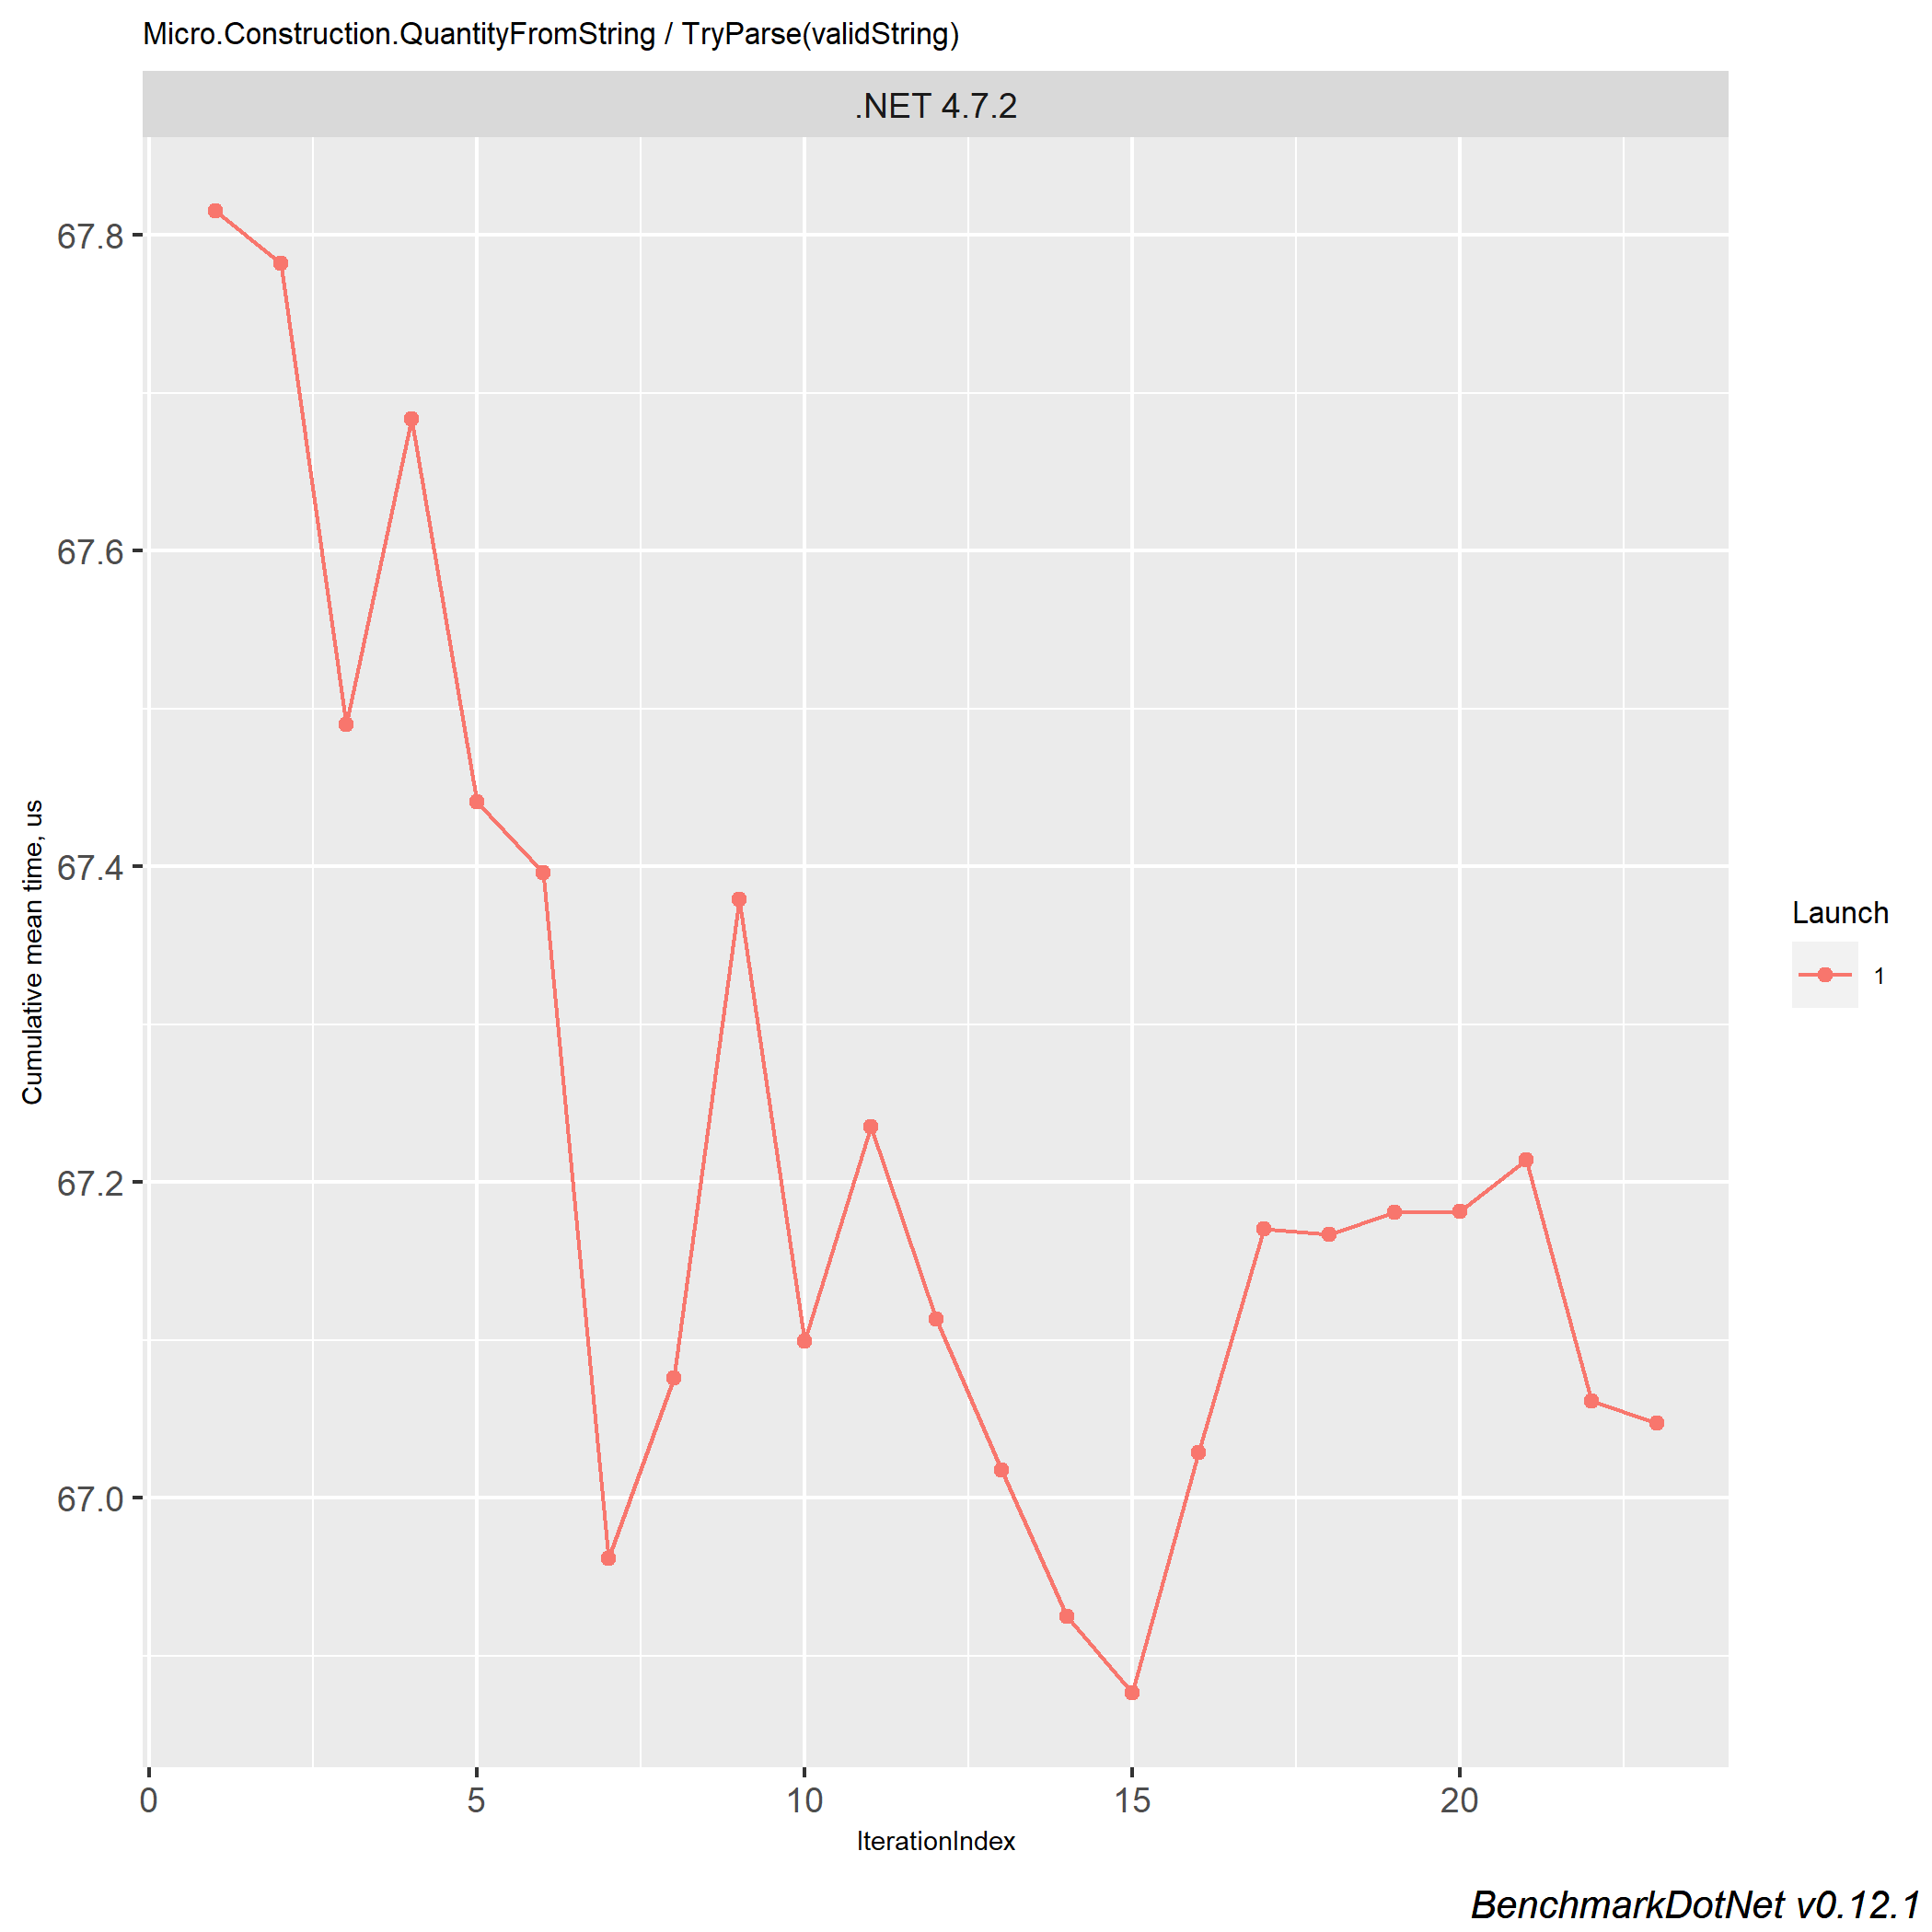 Micro.Construction.QuantityFromString / TryParse(validString)
.NET 4.7.2
67.8
67.6
67.4
67.2
67.0
Cumulative mean time, us
0 5 10 15 20
IterationIndex
Launch
1
BenchmarkDotNet v0.12.1